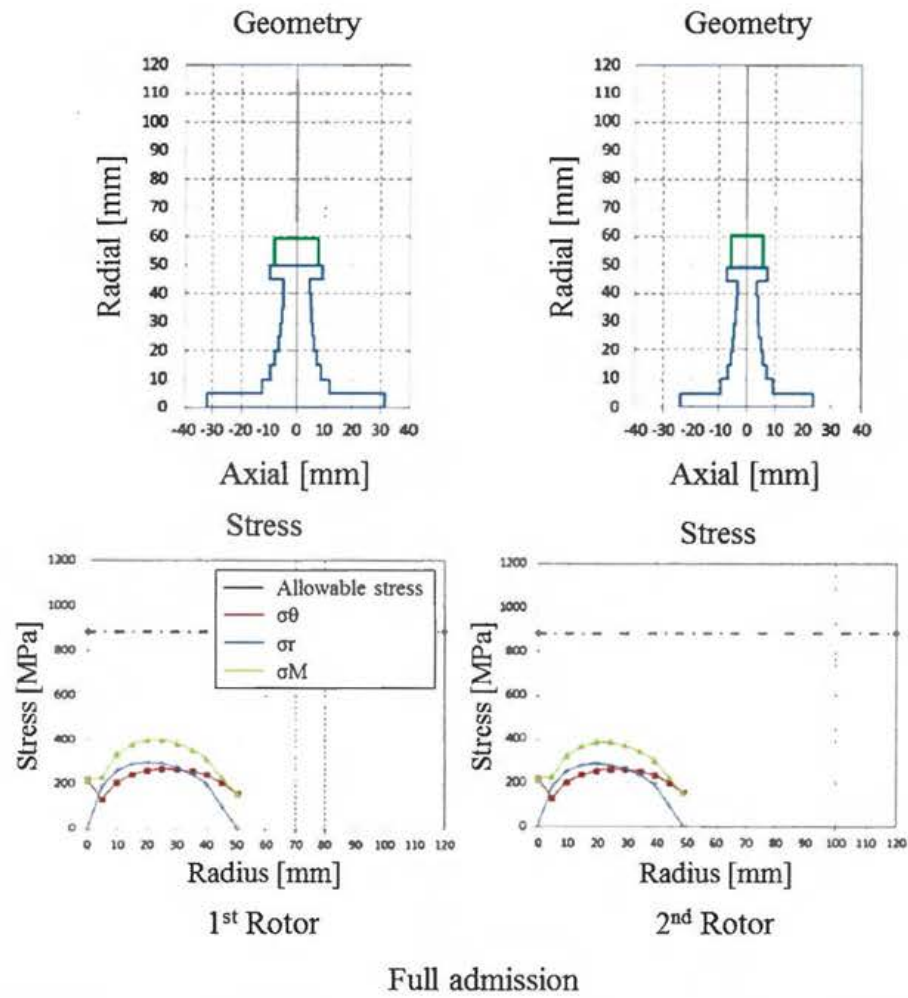 Geometry
Geometry
120
110
100
90
80
70
60
50
40
30
20
10
0
Radial [mm]
-40 -30 -20 -10 0 10 20 30 40
Axial [mm]
120
100
90
80
70
60
50
40
30
20
10
0
Radial [mm]
-40 -30 -20 -10 0 10 20 30 40
Axial [mm]
Stress
Stress
1300
1000
800
600
400
200
0
Stress [MPa]
Allowable stress
σθ
σr
σM
0 10 20 30 40 50 60 70 80 120
Radius [mm]
1st Rotor
1200
1000
800
600
400
200
0
Stress [MPa]
0 10 20 30 40 50 60 70 80 90 100 110 120
Radius [mm]
2nd Rotor
Full admission